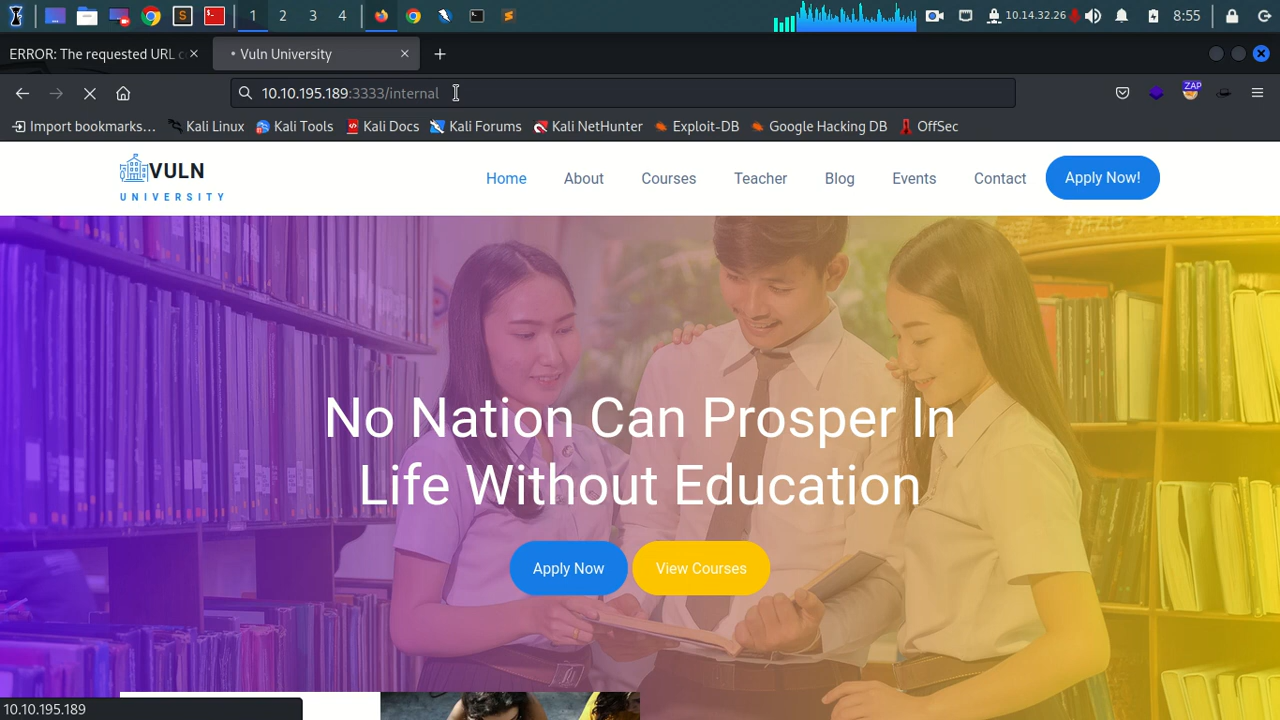 1 2 3 4 10.14.32.26 8:55
ERROR: The requested URL c
• Vuln University
10.10.195.189:3333/internal
ZAP
Import bookmarks... Kali Linux Kali Tools Kali Docs Kali Forums Kali NetHunter Exploit-DB Google Hacking DB OffSec
VULN
UNIVERSITY
Home About Courses Teacher Blog Events Contact Apply Now!
No Nation Can Prosper In
Life Without Education
Apply Now View Courses
10.10.195.189